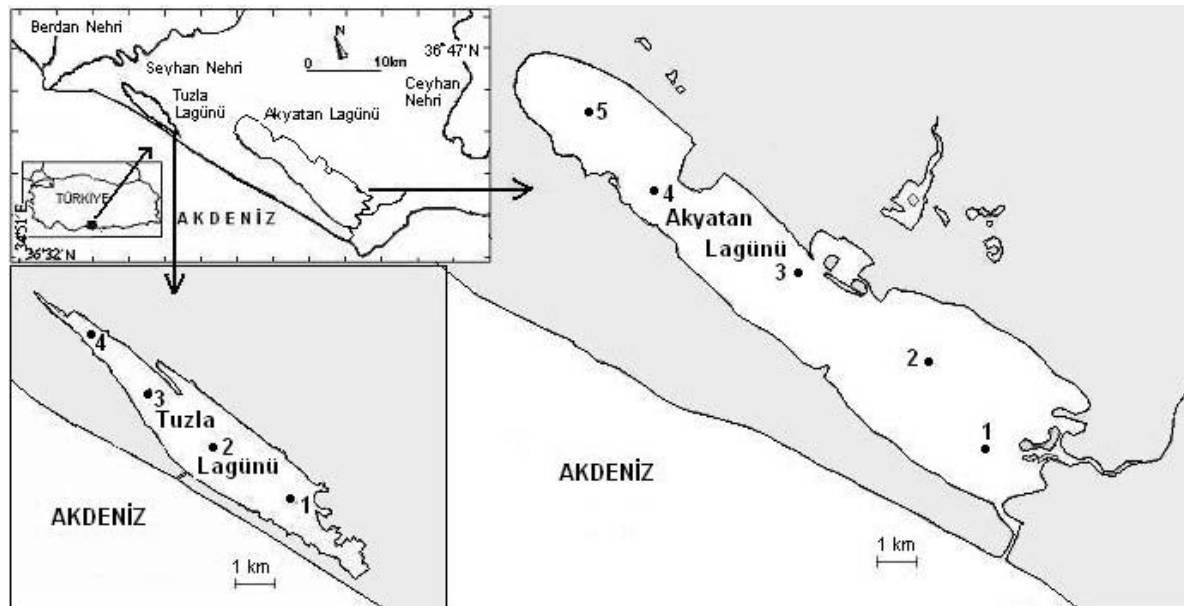 Berdan Nehri
Seyhan Nehri
Tuzla
Lagünü
Akyatan Lagünü
Ceyhan
Nehri
N
0 10km
36°47'
TÜRKİYE
AKDENİZ
34°51'E
36°32'N
5
4
Akyatan
Lagünü
3
2
1
AKDENİZ
1 km
4
3
Tuzla
2
Lagünü
1
AKDENİZ
1 km